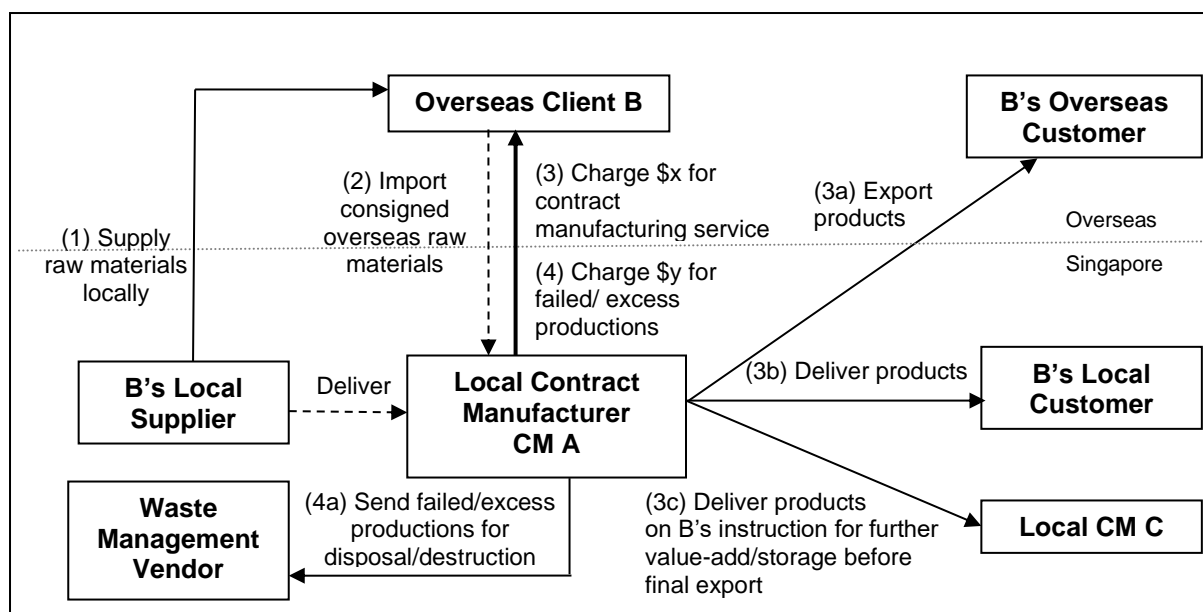 Overseas Client B
B's Overseas
Customer
(2) Import
consigned
overseas raw
materials
(3) Charge $x for
contract
manufacturing service
(3a) Export
products
Overseas
Singapore
(1) Supply
raw materials
locally
(4) Charge $y for
failed/ excess
productions
B's Local
Supplier
Deliver
Local Contract
Manufacturer
CM A
(3b) Deliver products
B's Local
Customer
Waste
Management
Vendor
(4a) Send failed/excess
productions for
disposal/destruction
(3c) Deliver products
on B's instruction for further
value-add/storage before
final export
Local CM C